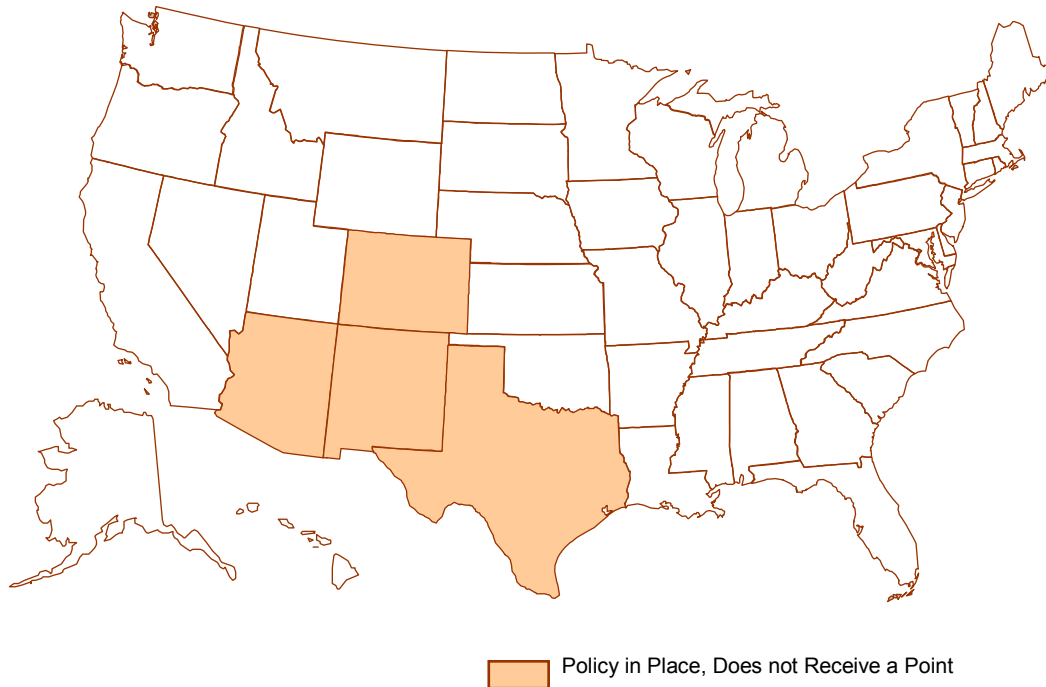 Policy in Place, Does not Receive a Point